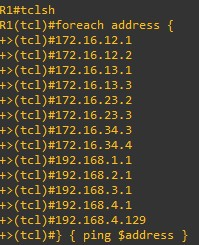 R1#tclsh
R1(tcl)#foreach address {
+>(tcl)#172.16.12.1
+>(tcl)#172.16.12.2
+>(tcl)#172.16.13.1
+>(tcl)#172.16.13.3
+>(tcl)#172.16.23.2
+>(tcl)#172.16.23.3
+>(tcl)#172.16.34.3
+>(tcl)#172.16.34.4
+>(tcl)#192.168.1.1
+>(tcl)#192.168.2.1
+>(tcl)#192.168.3.1
+>(tcl)#192.168.4.1
+>(tcl)#192.168.4.129
+>(tcl)#} { ping $address }